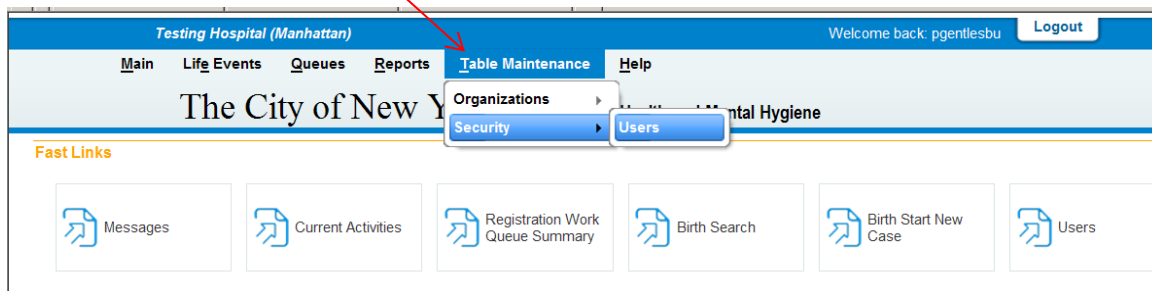 Testing Hospital (Manhattan) Welcome back: pgentlesbu Logout
Main Life Events Queues Reports Table Maintenance Help
The City of New Y
Organizations
ntal Hygiene
Security Users
Fast Links
Messages
Current Activities
Registration Work
Queue Summary
Birth Search
Birth Start New
Case
Users